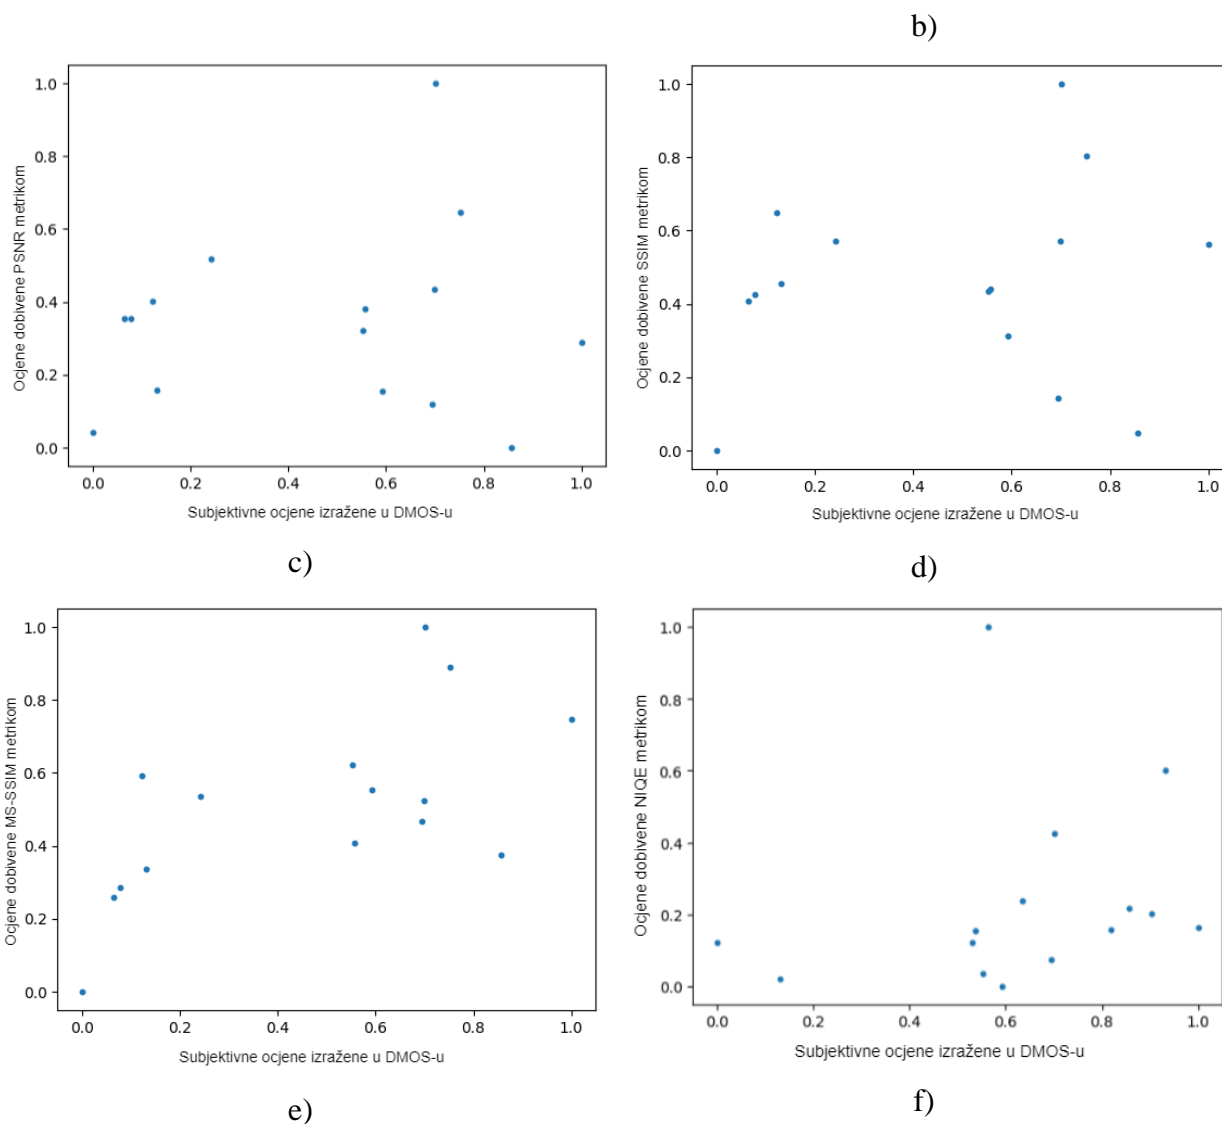 b)
Ocjene dobivene PSNR metrikom
1.0
0.8
0.6
0.4
0.2
0.0
0.0 0.2 0.4 0.6 0.8 1.0
Subjektivne ocjene izražene u DMOS-u
c)
Ocjene dobivene SSIM metrikom
1.0
0.8
0.6
0.4
0.2
0.0
0.0 0.2 0.4 0.6 0.8 1.0
Subjektivne ocjene izražene u DMOS-u
d)
Ocjene dobivene MS-SSIM metrikom
1.0
0.8
0.6
0.4
0.2
0.0
0.0 0.2 0.4 0.6 0.8 1.0
Subjektivne ocjene izražene u DMOS-u
e)
Ocjene dobivene NIQE metrikom
1.0
0.8
0.6
0.4
0.2
0.0
0.0 0.2 0.4 0.6 0.8 1.0
Subjektivne ocjene izražene u DMOS-u
f)